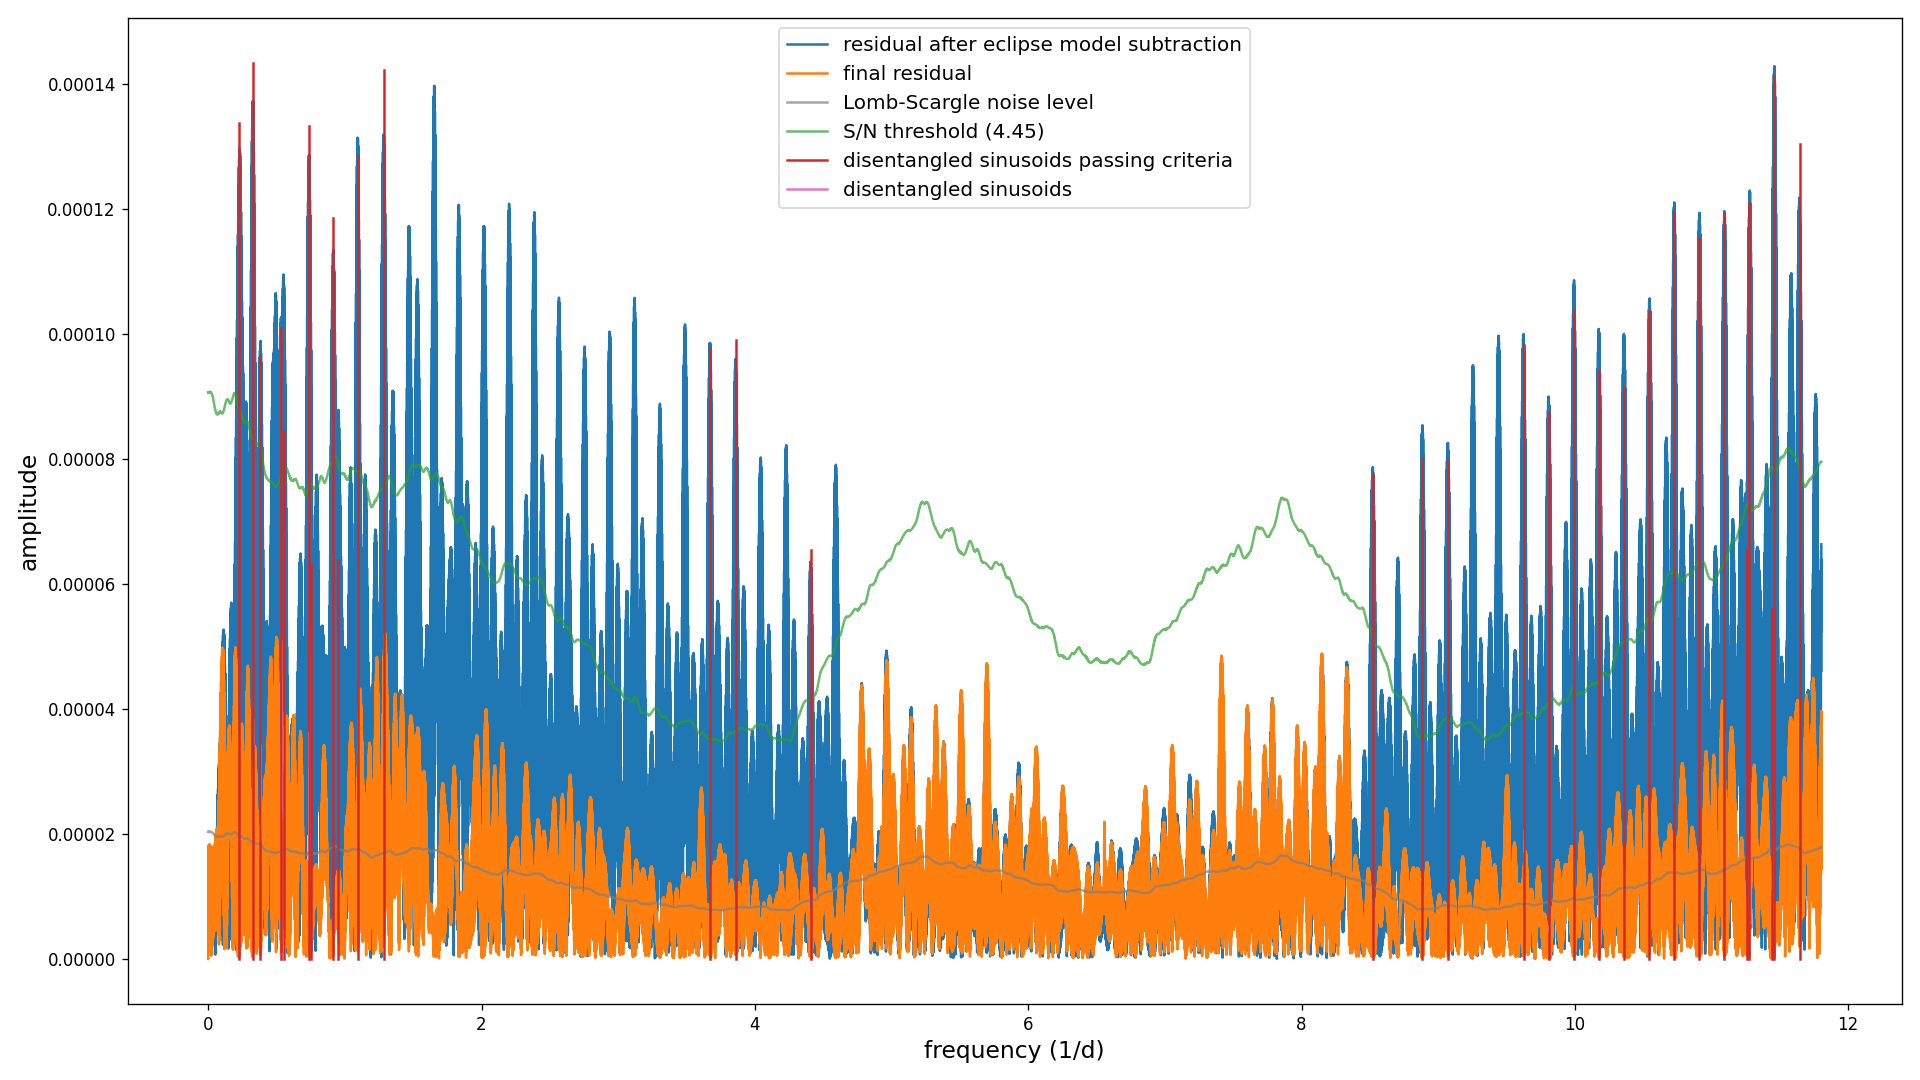 residual after eclipse model subtraction
final residual
Lomb-Scargle noise level
S/N threshold (4.45)
disentangled sinusoids passing criteria
disentangled sinusoids
amplitude
0.00014
0.00012
0.00010
0.00008
0.00006
0.00004
0.00002
0.00000
0 2 4 6 8 10 12
frequency (1/d)